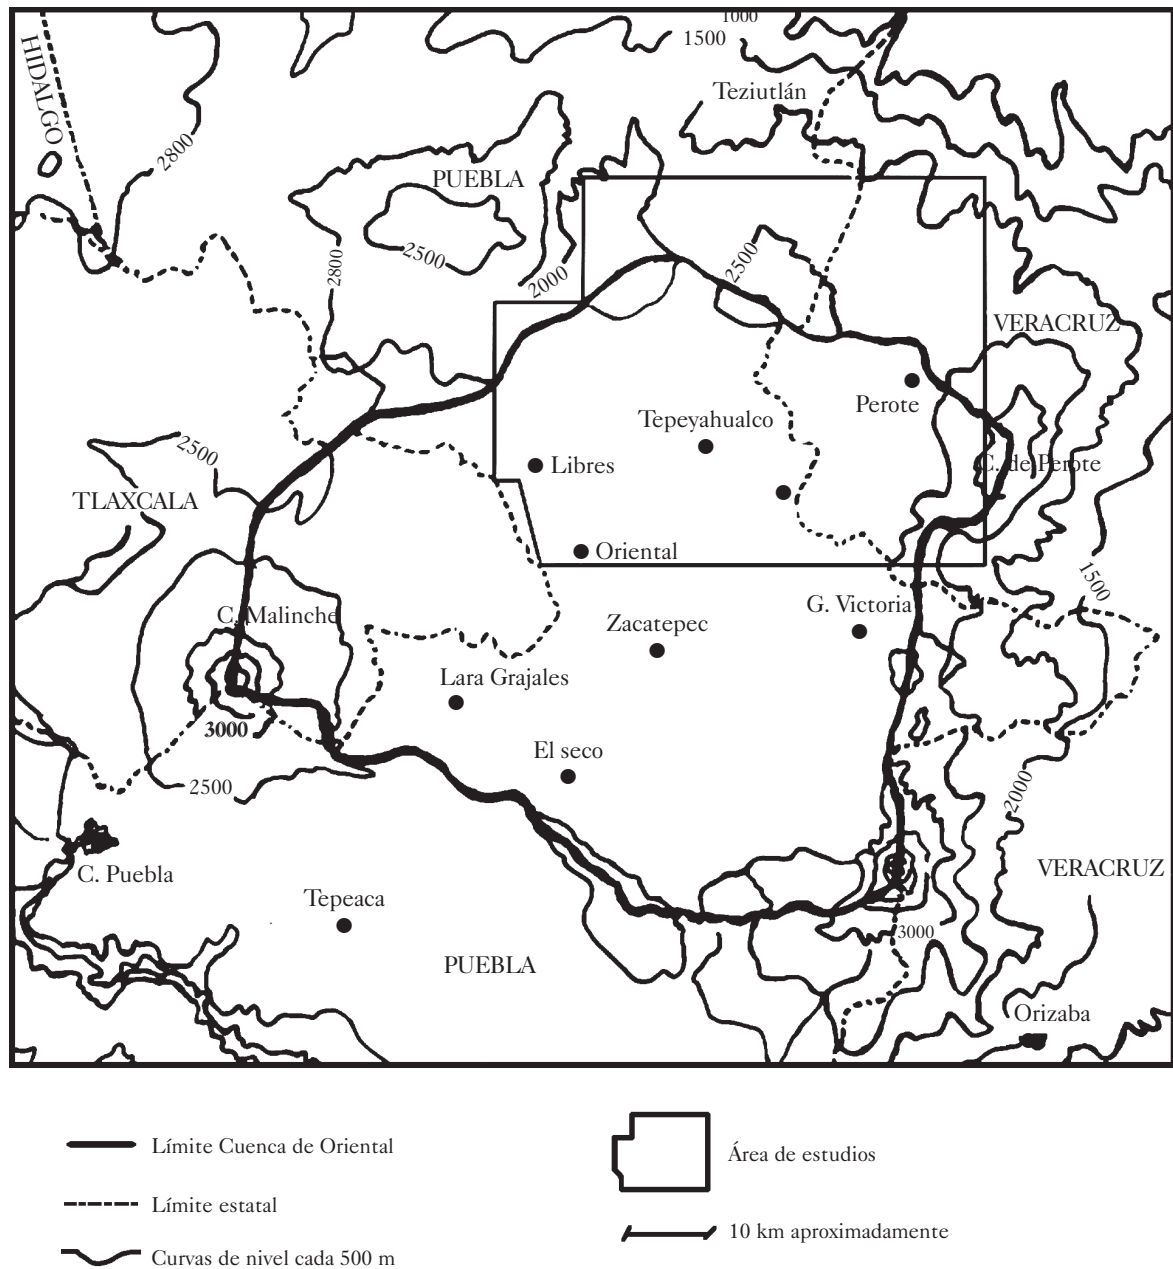 1000
1500
HIDALGO
Teziutlán
2800
PUEBLA
2500
2800
2000
2500
VERACRUZ
Perote
Tepeyahualco
2500
Libres
C. de Perote
TLAXCALA
Oriental
1500
C. Malinche
G. Victoria
Zacatepec
Lara Grajales
3000
El seco
2500
2000
C. Puebla
VERACRUZ
Tepeaca
3000
PUEBLA
Orizaba
Límite Cuenca de Oriental
Área de estudios
Límite estatal
10 km aproximadamente
Curvas de nivel cada 500 m